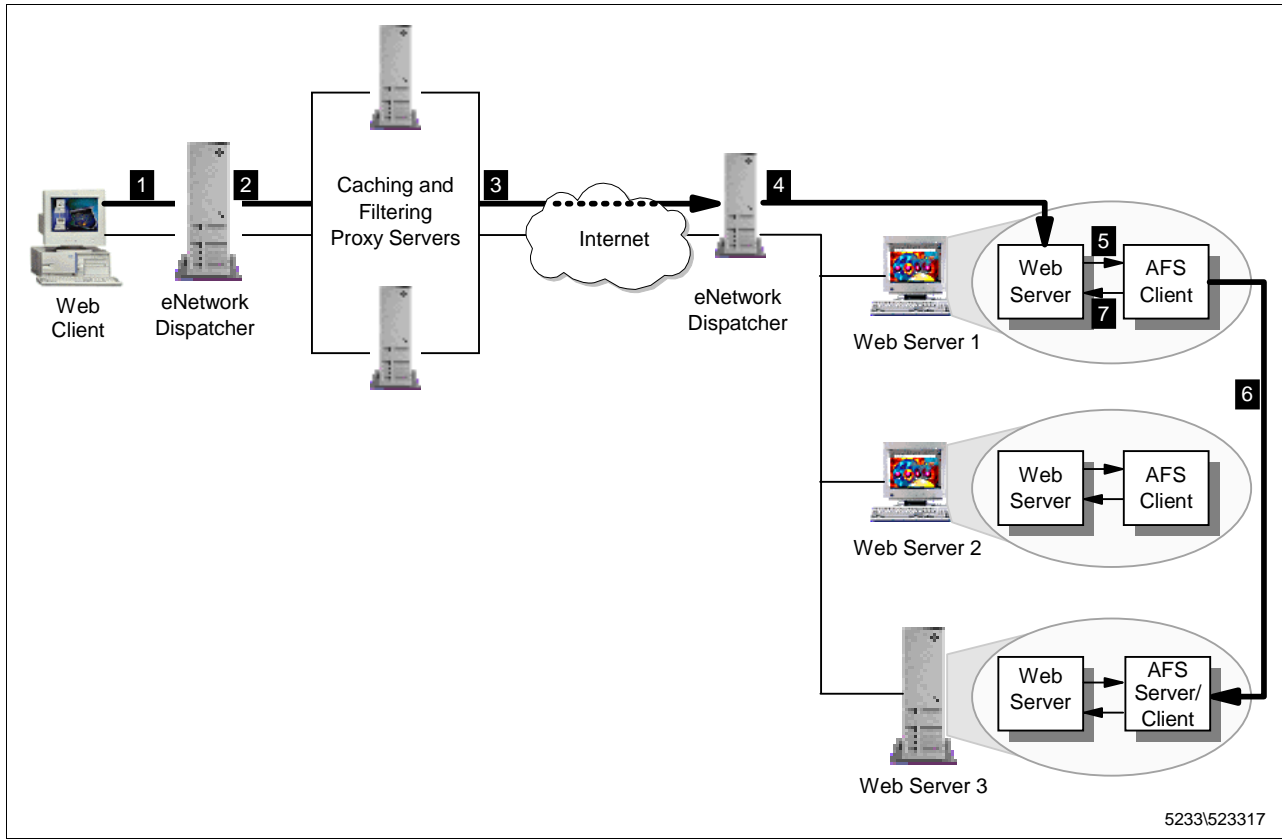 1
2
3
4
Caching and
Filtering
Proxy Servers
Internet
Web
Client
eNetwork
Dispatcher
eNetwork
Dispatcher
Web Server 1
Web
Server
5
7
AFS
Client
6
Web Server 2
Web
Server
AFS
Client
Web Server 3
Web
Server
AFS
Server/
Client
5233\523317